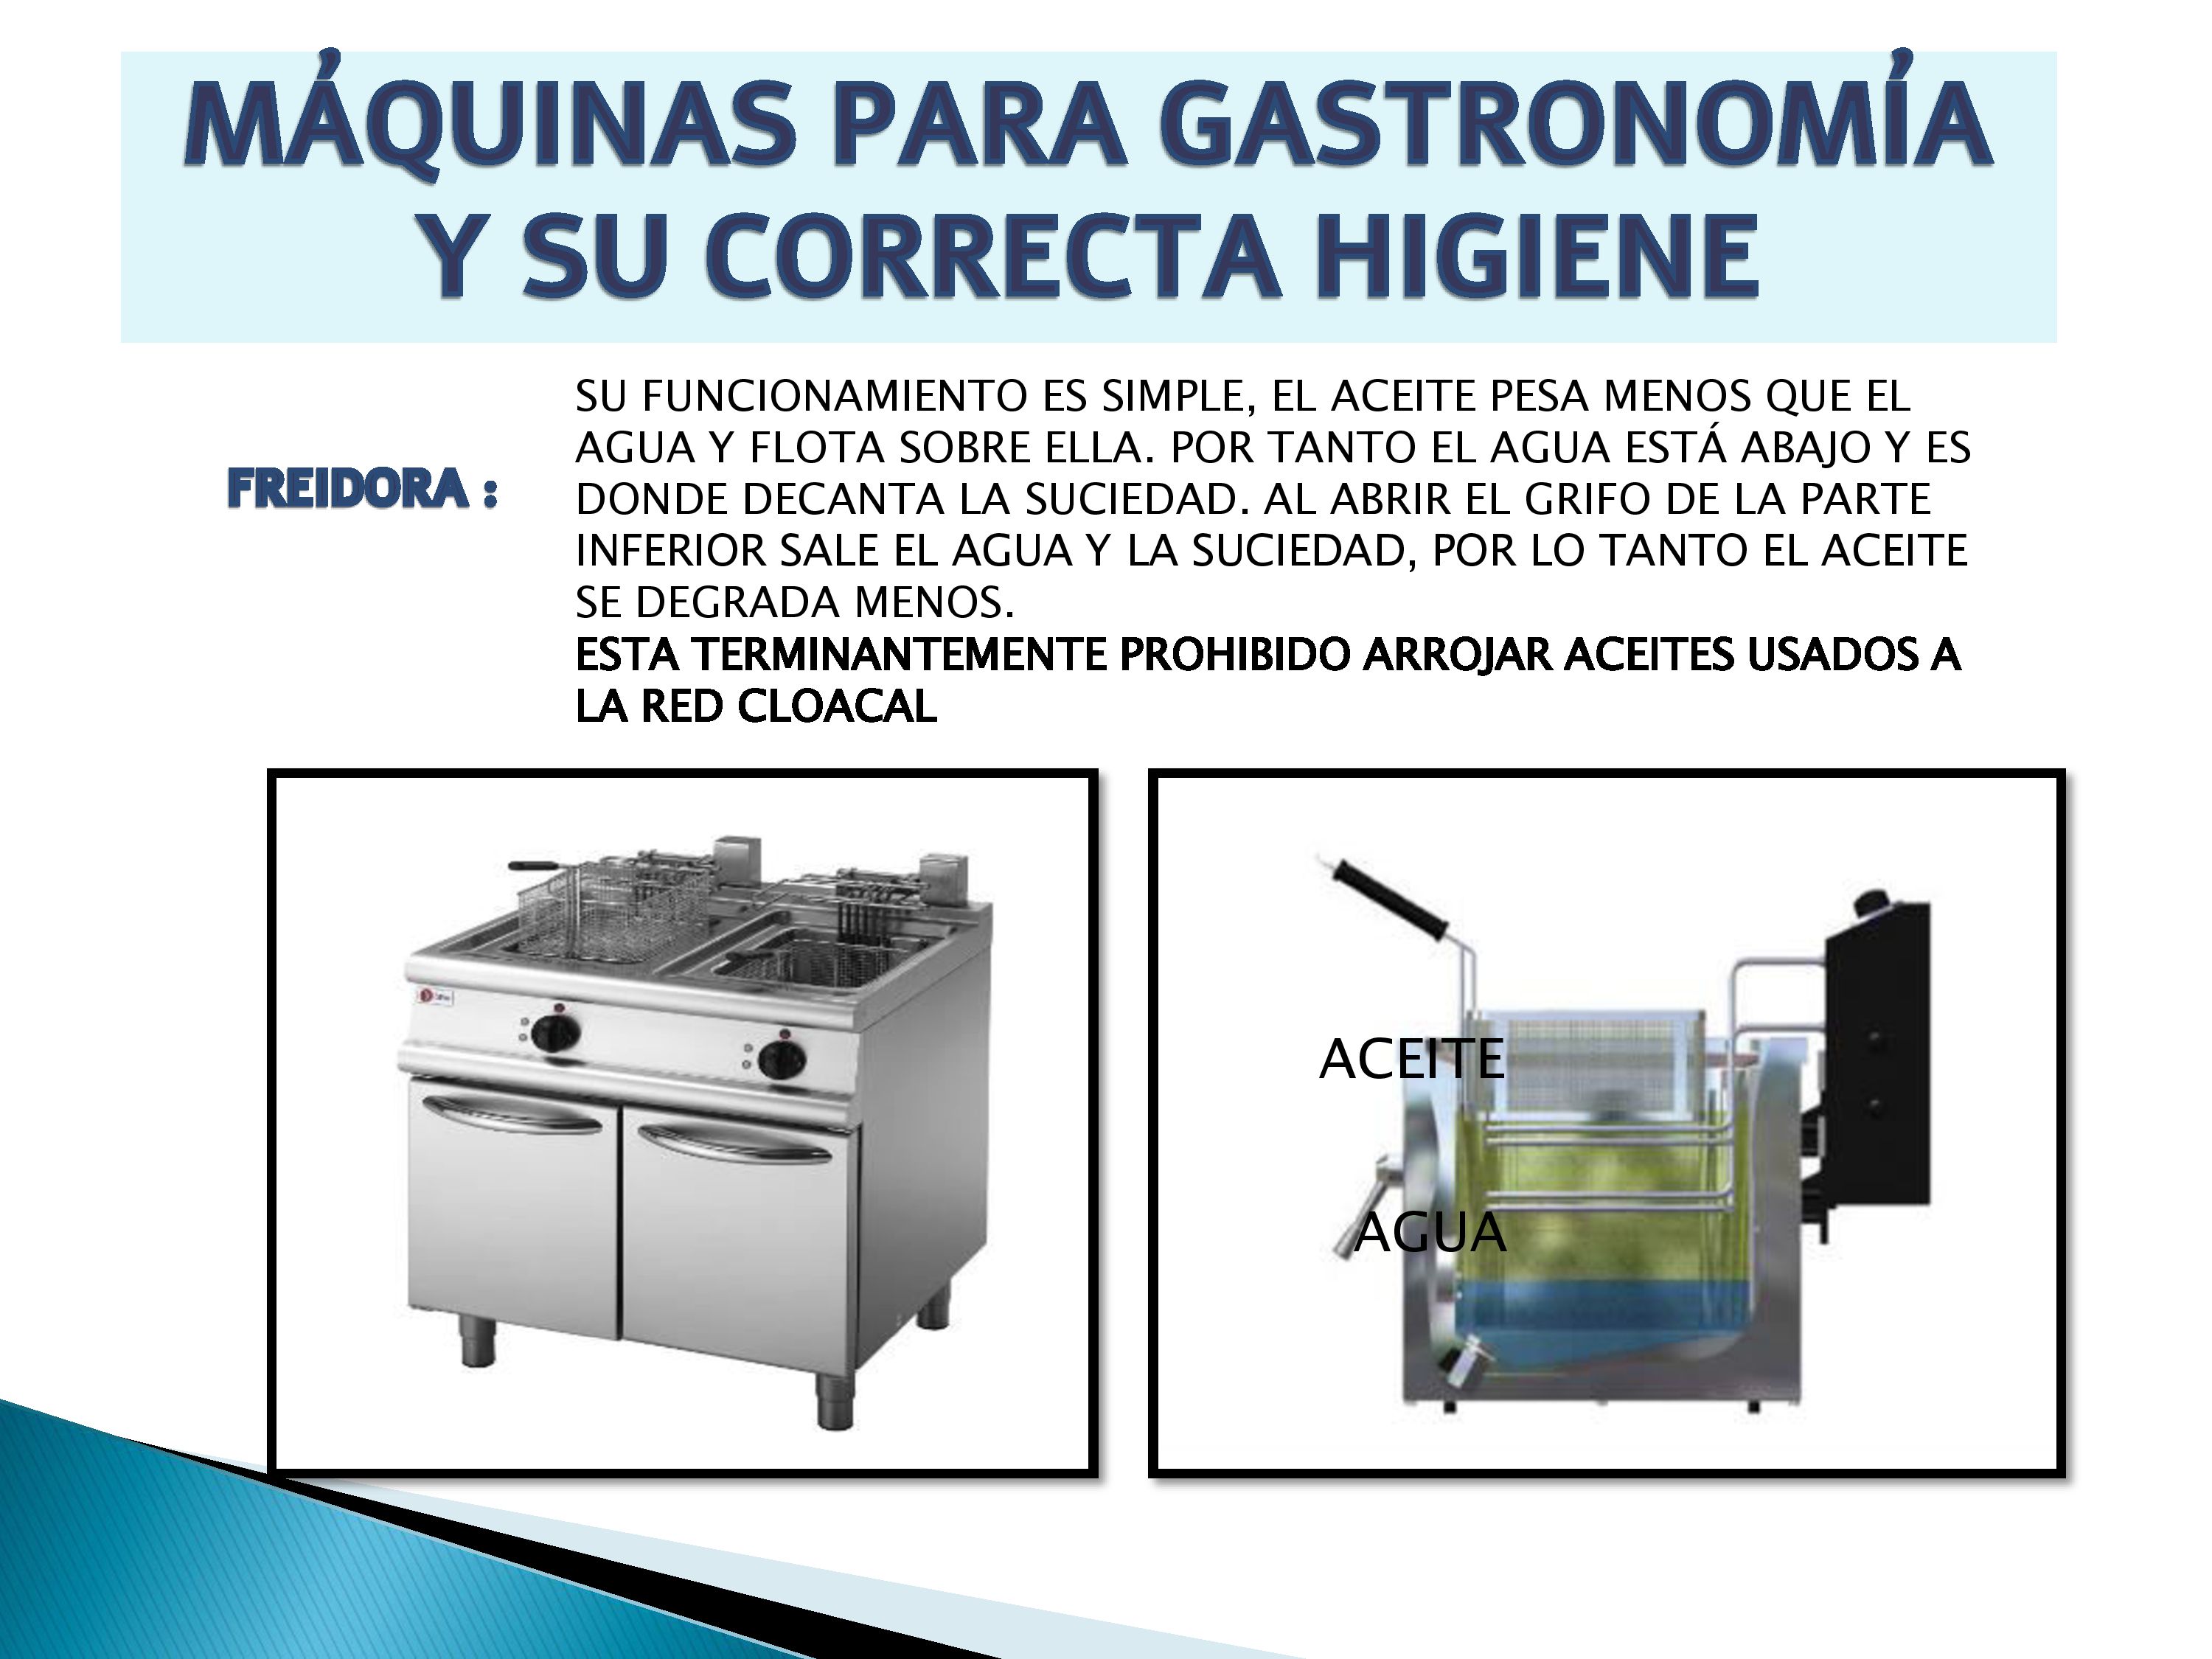 MÁQUINAS PARA GASTRONOMÍA
Y SU CORRECTA HIGIENE
FREIDORA :
SU FUNCIONAMIENTO ES SIMPLE, EL ACEITE PESA MENOS QUE EL
AGUA Y FLOTA SOBRE ELLA. POR TANTO EL AGUA ESTÁ ABAJO Y ES
DONDE DECANTA LA SUCIEDAD. AL ABRIR EL GRIFO DE LA PARTE
INFERIOR SALE EL AGUA Y LA SUCIEDAD, POR LO TANTO EL ACEITE
SE DEGRADA MENOS.
ESTA TERMINANTEMENTE PROHIBIDO ARROJAR ACEITES USADOS A
LA RED CLOACAL
ACEITE
AGUA